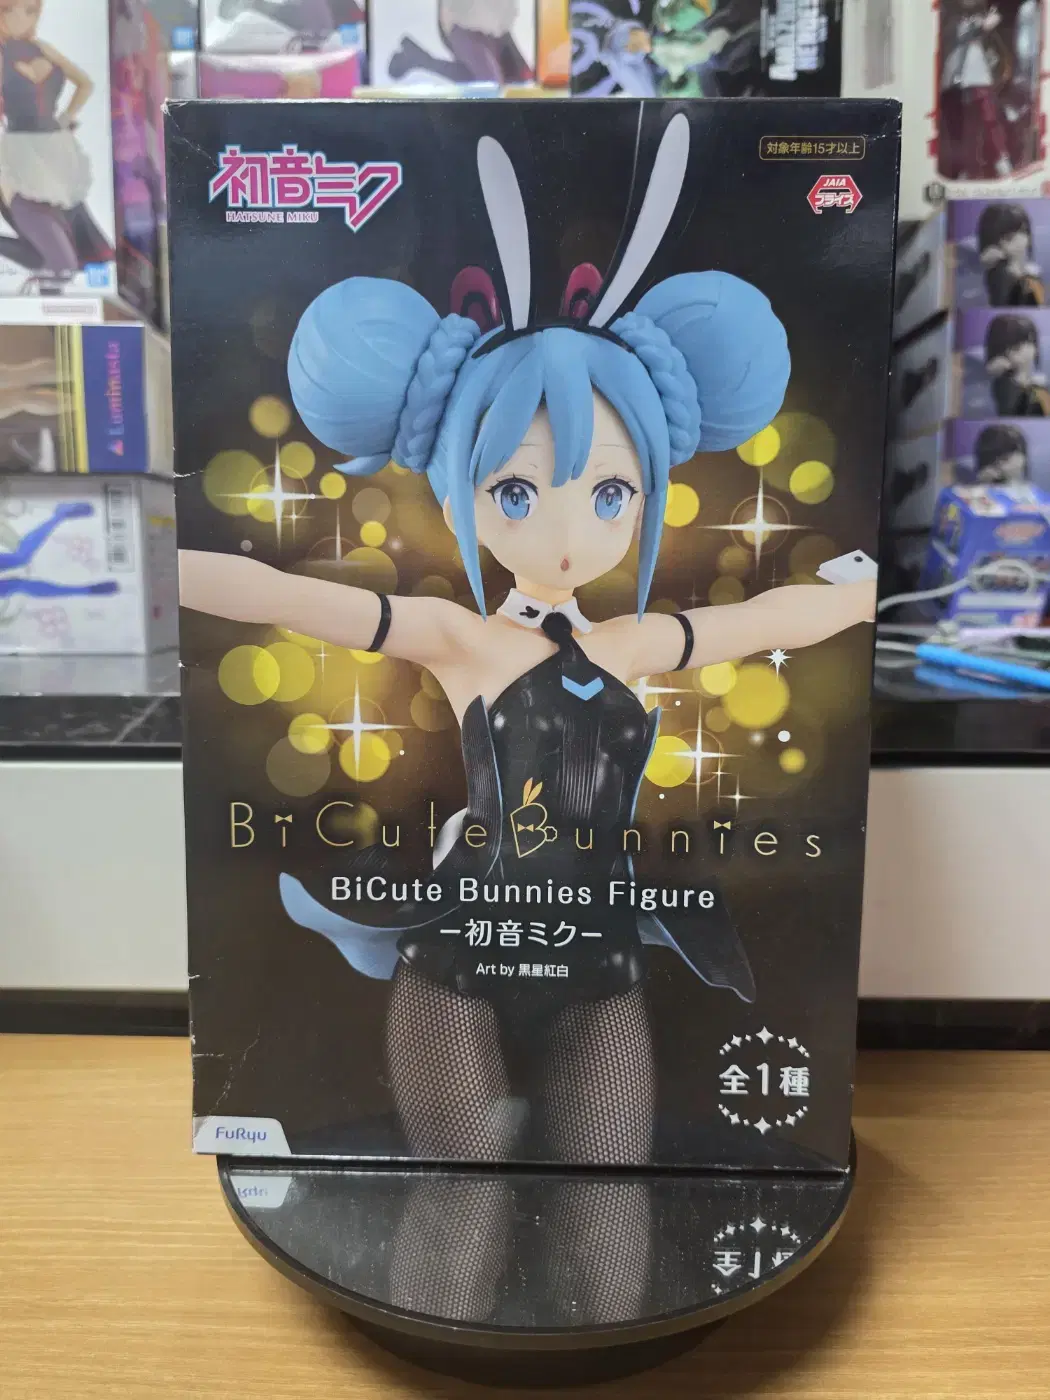 初音ミク
HATSUNE MIKU
対象年齢15才以上
JAIA
プライズ
Luminasta
BiCute Bunnies
BiCute Bunnies Figure
ー初音ミクー
Art by 黒星紅白
全1種
FuRyu